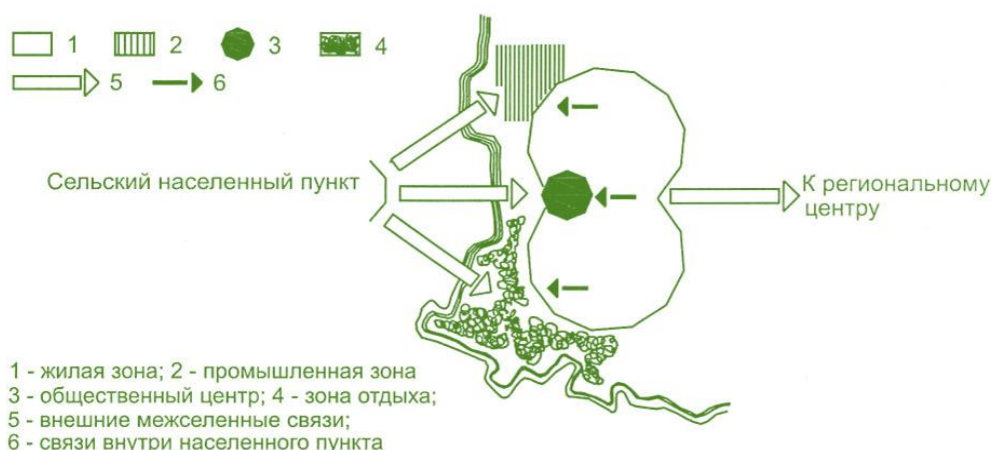 1 2 3 4
5 6
Сельский населенный пункт
К региональному
центру
1 - жилая зона; 2 - промышленная зона
3 - общественный центр; 4 - зона отдыха;
5 - внешние межселенные связи;
6 - связи внутри населенного пункта